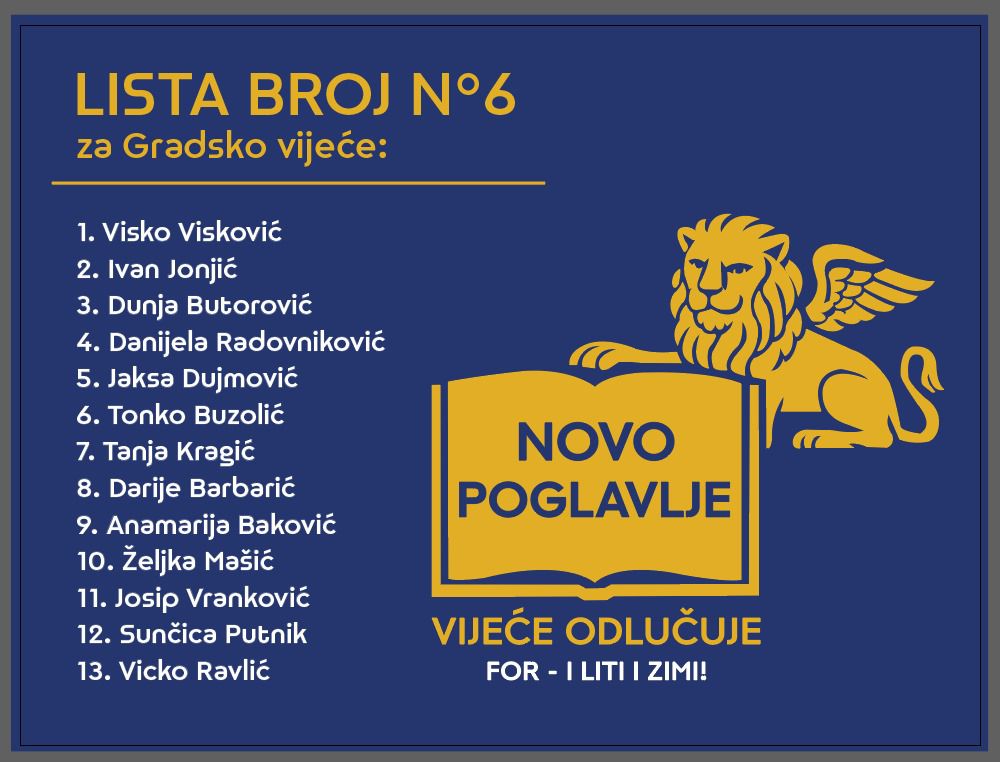 LISTA BROJ N°6
za Gradsko vijeće:
1. Visko Visković
2. Ivan Jonjić
3. Dunja Butorović
4. Danijela Radovniković
5. Jaksa Dujmović
6. Tonko Buzolić
7. Tanja Kragić
8. Darije Barbarić
9. Anamarija Baković
10. Željka Mašić
11. Josip Vranković
12. Sunčica Putnik
13. Vicko Ravlić
NOVO
POGLAVLJE
VIJEĆE ODLUČUJE
FOR - I LITI I ZIMI!